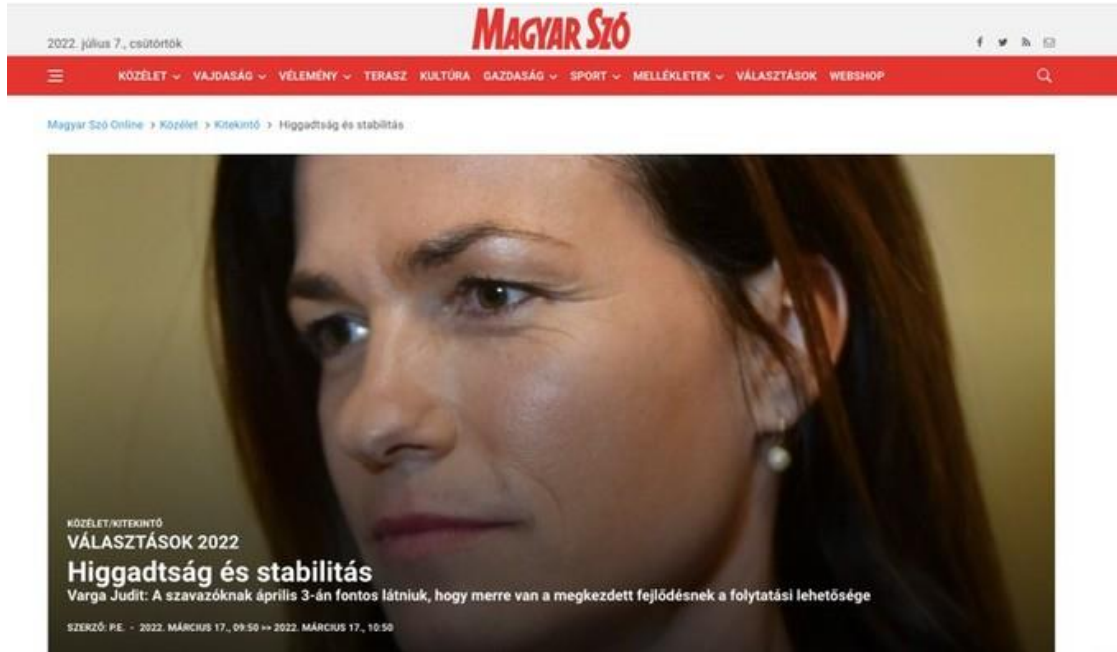 MAGYAR SZÓ
2022. július 7., csütörtök
KÖZÉLET VAJDASÁG VÉLEMÉNY TERASZ KULTÚRA GAZDASÁG SPORT MELLÉKLETEK VÁLASZTÁSOK WEBSHOP
Magyar Szó Online > Közélet > Kitekintő > Higgadtság és stabilitás
KÖZÉLET/KITEKINTŐ
VÁLASZTÁSOK 2022
Higgadtság és stabilitás
Varga Judit: A szavazóknak április 3-án fontos látniuk, hogy merre van a megkezdett fejlődésnek a folytatási lehetősége
SZERZŐ: P.E. - 2022. MÁRCIUS 17., 09:50 >> 2022. MÁRCIUS 17., 10:50